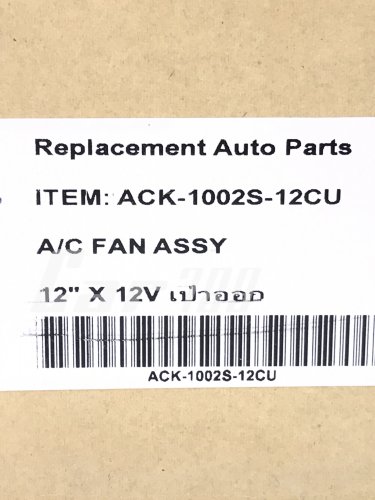 Replacement Auto Parts
ITEM: ACK-1002S-12CU
A/C FAN ASSY
12" X 12V เป่าออก
ACK-1002S-12CU